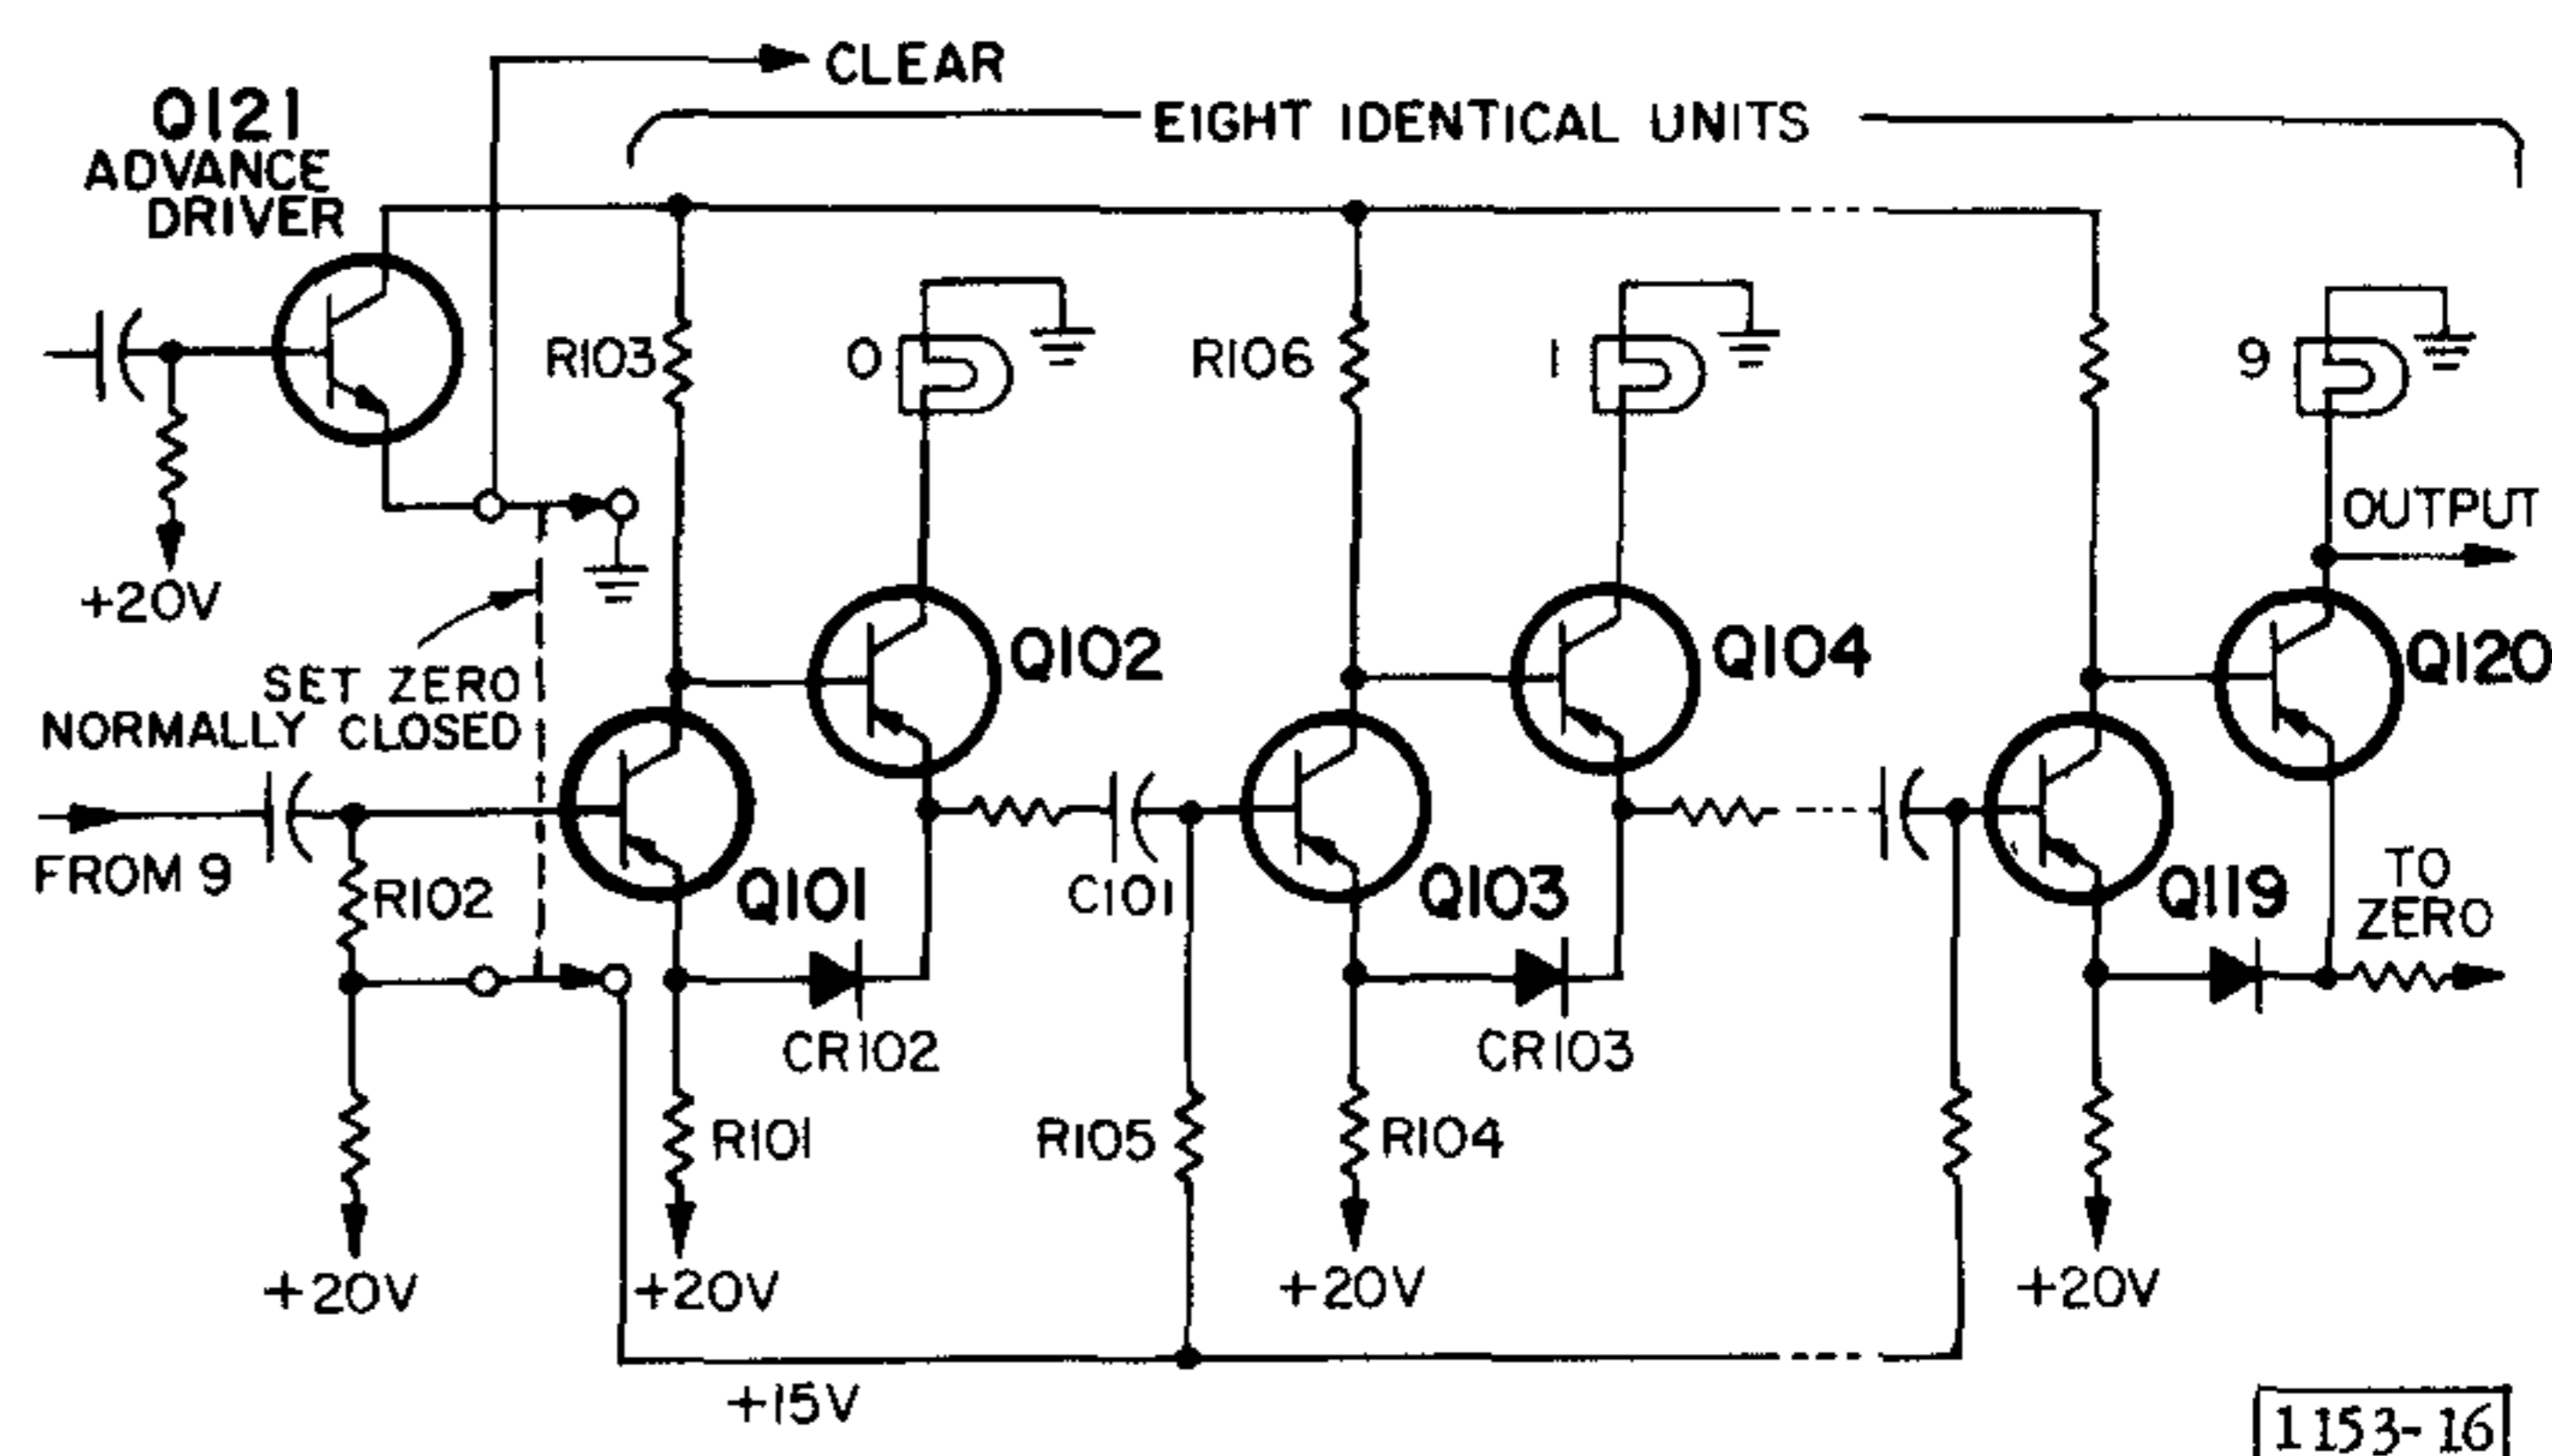 CLEAR
EIGHT IDENTICAL UNITS
Q121
ADVANCE
DRIVER
R103
0
R106
1
9
OUTPUT
+20V
Q102
Q104
Q120
SET ZERO
NORMALLY CLOSED
FROM 9
R102
Q101
C101
Q103
Q119
TO
ZERO
CR102
CR103
R101
R105
R104
+20V
+20V
+20V
+20V
+15V
1153-16